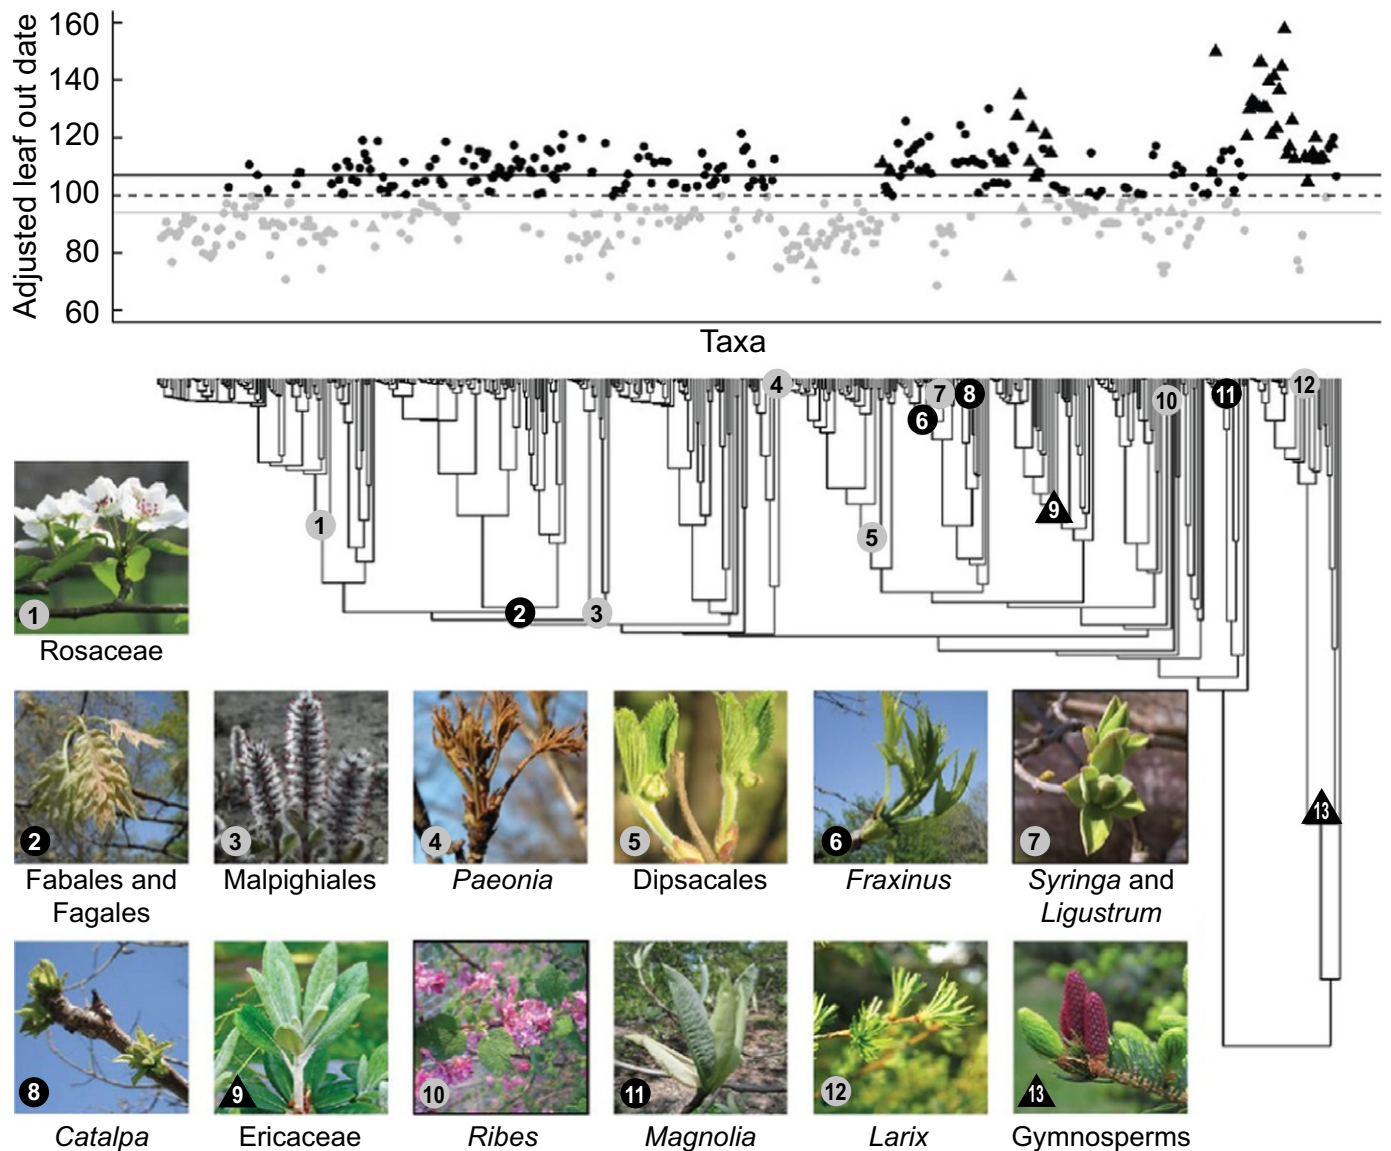 Adjusted leaf out date
160
140
120
100
80
60
Taxa
4
7
8
12
10
11
6
9
1
5
2
3
13
1
Rosaceae
2
3
4
5
6
7
Fabales and
Fagales
Malpighiales
Paeonia
Dipsacales
Fraxinus
Syringa and
Ligustrum
8
9
10
11
12
13
Catalpa
Ericaceae
Ribes
Magnolia
Larix
Gymnosperms